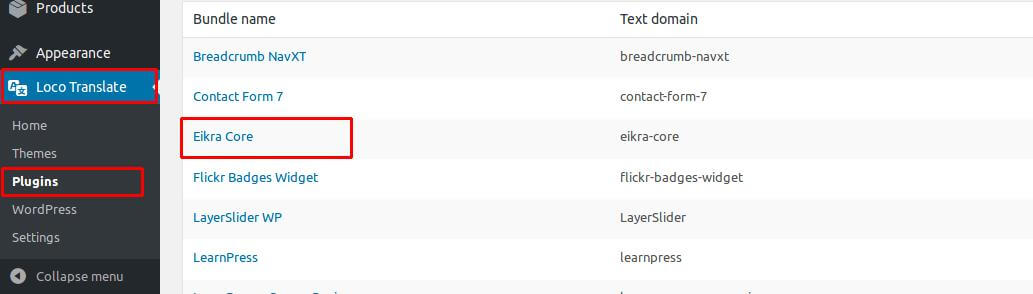 Products
Appearance
Loco Translate
Home
Themes
Plugins
WordPress
Settings
Collapse menu
Bundle name Text domain
Breadcrumb NavXT breadcrumb-navxt
Contact Form 7 contact-form-7
Eikra Core eikra-core
Flickr Badges Widget flickr-badges-widget
LayerSlider WP LayerSlider
LearnPress learnpress